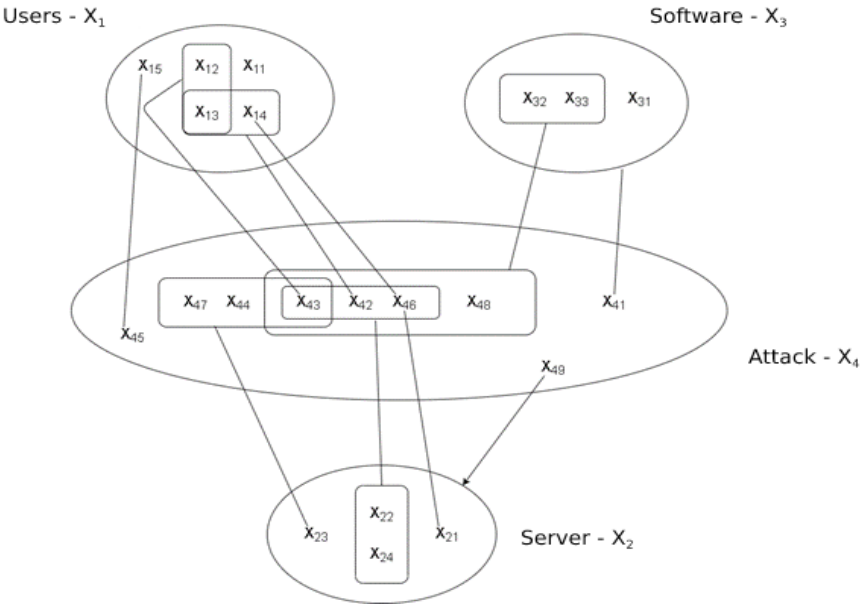 Users - X₁
Software - X₃
X₁₅ X₁₂ X₁₁
X₁₃ X₁₄
X₃₂ X₃₃ X₃₁
X₄₇ X₄₄ X₄₃ X₄₂ X₄₆ X₄₈ X₄₁
X₄₅
Attack - X₄
X₄₉
X₂₂
X₂₃ X₂₁
X₂₄
Server - X₂